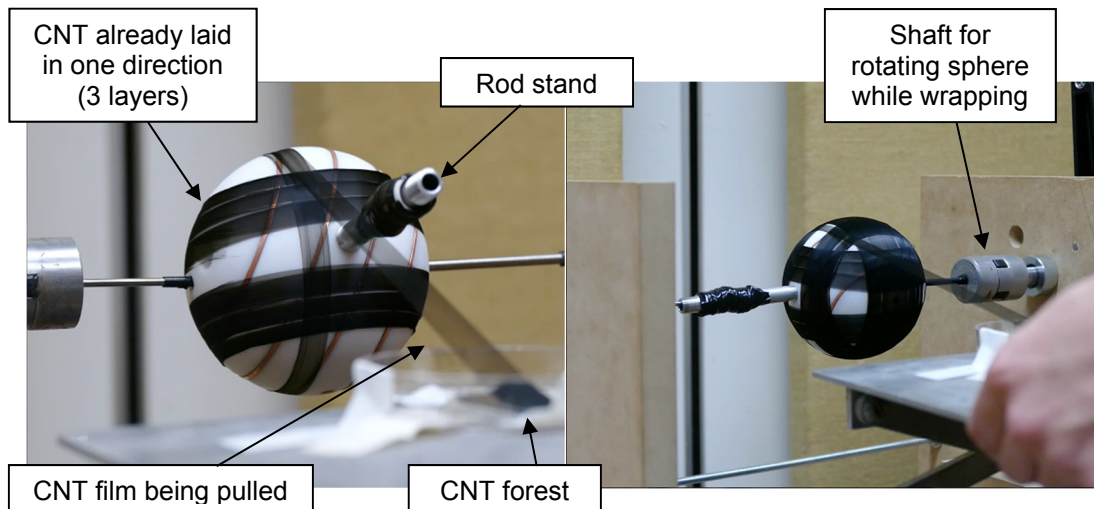 CNT already laid
in one direction
(3 layers)
Rod stand
Shaft for
rotating sphere
while wrapping
CNT film being pulled
CNT forest